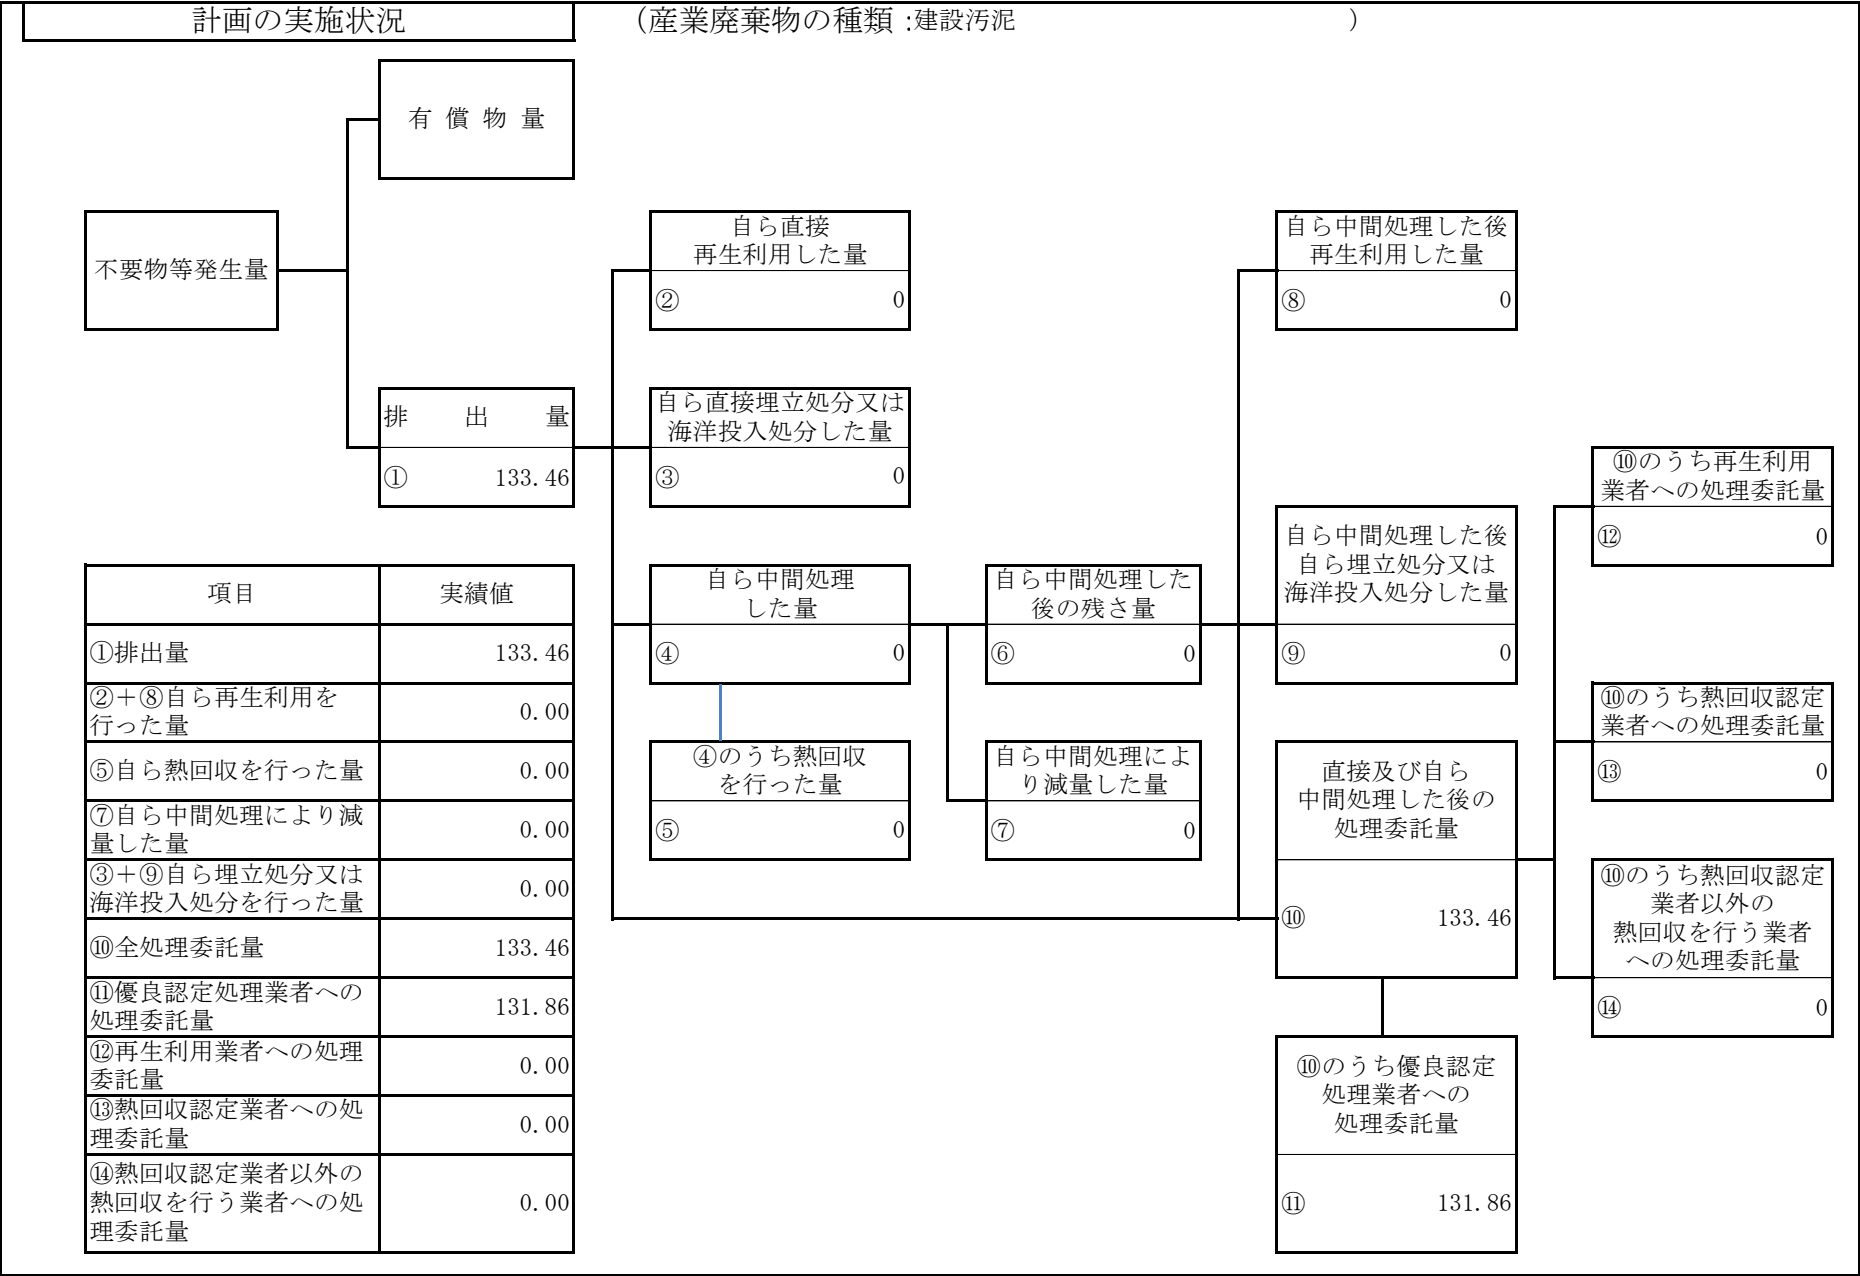 計画の実施状況
（産業廃棄物の種類 :建設汚泥 ）
有 償 物 量
不要物等発生量
排 出 量
① 133.46
自ら直接
再生利用した量
② 0
自ら直接埋立処分又は
海洋投入処分した量
③ 0
自ら中間処理
した量
④ 0
④のうち熱回収
を行った量
⑤ 0
自ら中間処理した
後の残さ量
⑥ 0
自ら中間処理によ
り減量した量
⑦ 0
自ら中間処理した後
再生利用した量
⑧ 0
自ら中間処理した後
自ら埋立処分又は
海洋投入処分した量
⑨ 0
直接及び自ら
中間処理した後の
処理委託量
⑩ 133.46
⑩のうち優良認定
処理業者への
処理委託量
⑪ 131.86
⑩のうち再生利用
業者への処理委託量
⑫ 0
⑩のうち熱回収認定
業者への処理委託量
⑬ 0
⑩のうち熱回収認定
業者以外の
熱回収を行う業者
への処理委託量
⑭ 0
項目 実績値
①排出量 133.46
②＋⑧自ら再生利用を
行った量 0.00
⑤自ら熱回収を行った量 0.00
⑦自ら中間処理により減
量した量 0.00
③＋⑨自ら埋立処分又は
海洋投入処分を行った量 0.00
⑩全処理委託量 133.46
⑪優良認定処理業者への
処理委託量 131.86
⑫再生利用業者への処理
委託量 0.00
⑬熱回収認定業者への処
理委託量 0.00
⑭熱回収認定業者以外の
熱回収を行う業者への処
理委託量 0.00